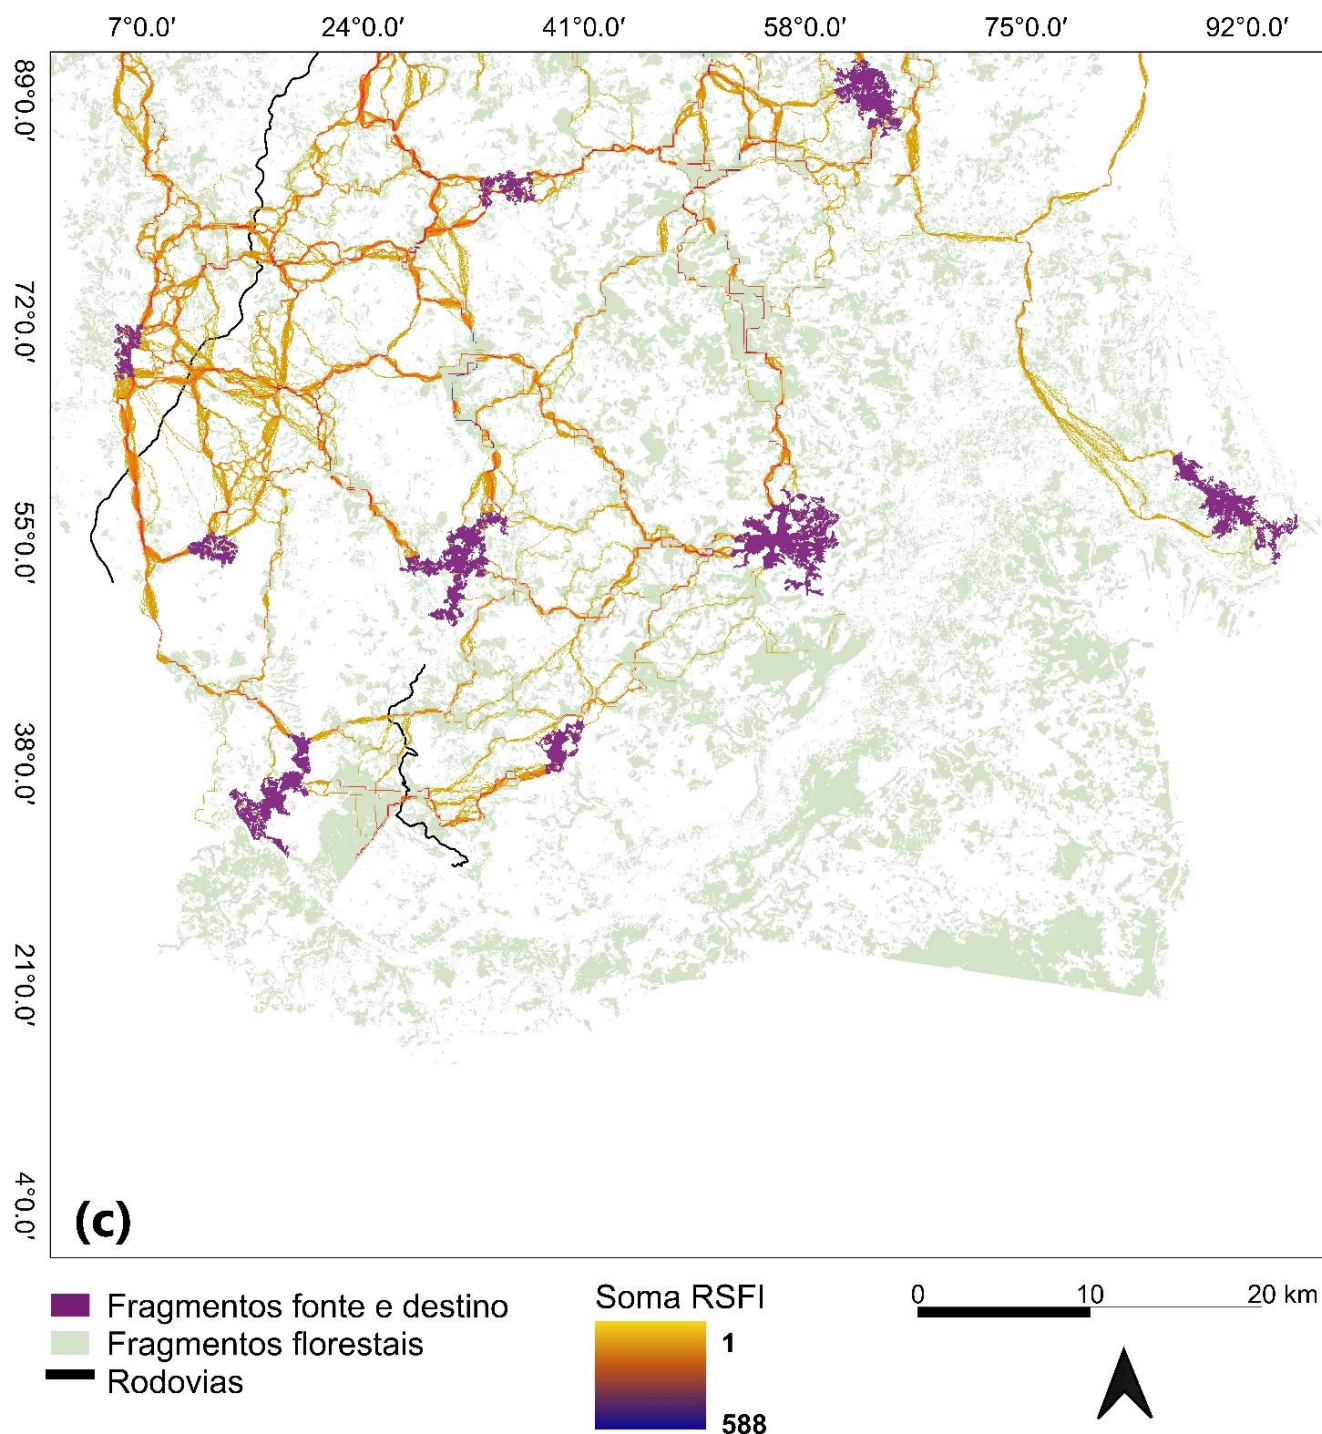 7°0.0′ 24°0.0′ 41°0.0′ 58°0.0′ 75°0.0′ 92°0.0′
89°0.0′
72°0.0′
55°0.0′
38°0.0′
21°0.0′
4°0.0′
(c)
Fragmentos fonte e destino
Fragmentos florestais
Rodovias
Soma RSFI
1
588
0 10 20 km